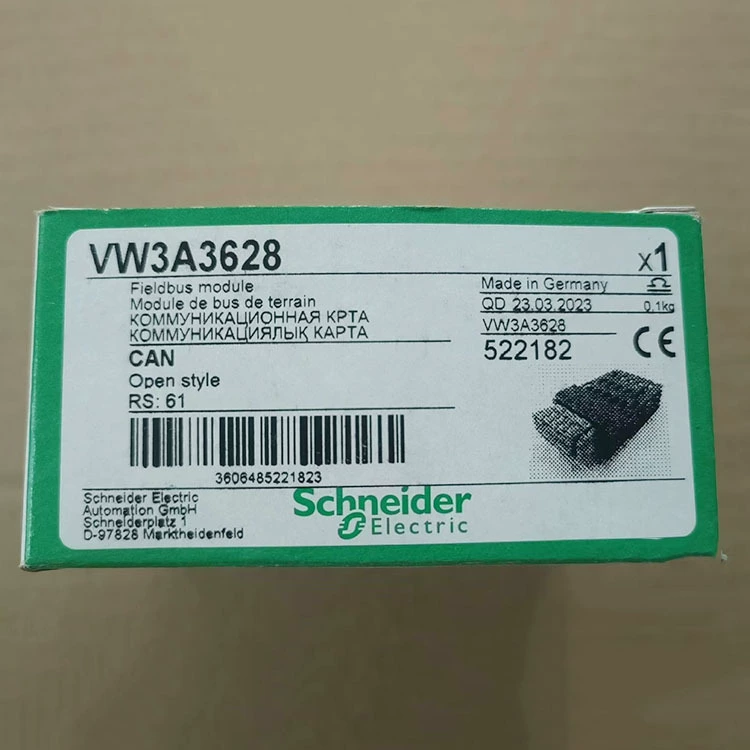 VW3A3628
x1
Fieldbus module
Module de bus de terrain
КОММУНИКАЦИОННАЯ КРТА
КОММУНИКАЦИЯЛЫҚ КАРТА
CAN
Open style
RS: 61
Made in Germany
QD 23.03.2023
0.1kg
VW3A3628
522182
CE
3606485221823
Schneider Electric
Automation GmbH
Schneiderplatz 1
D-97828 Marktheidenfeld
Schneider
Electric